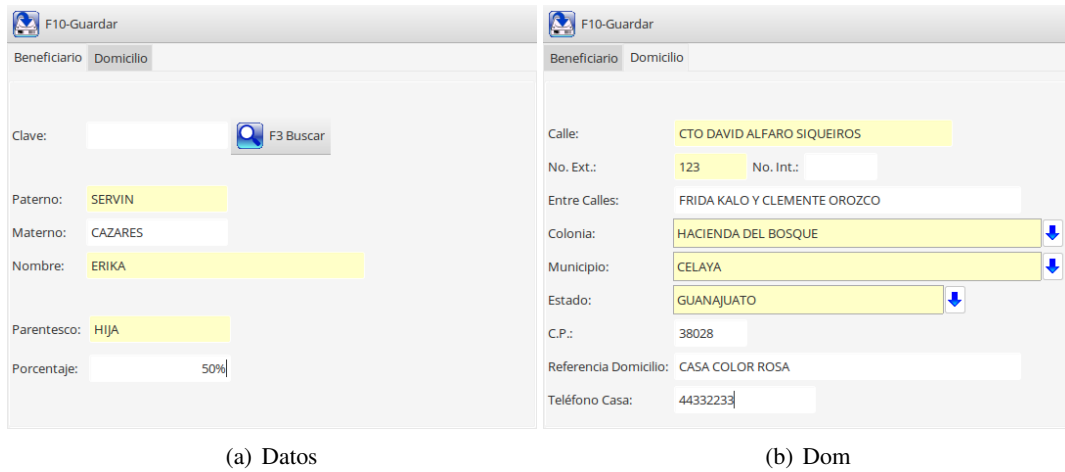 F10-Guardar
Beneficiario Domicilio
Clave: F3 Buscar
Paterno: SERVIN
Materno: CAZARES
Nombre: ERIKA
Parentesco: HIJA
Porcentaje: 50%
(a) Datos
F10-Guardar
Beneficiario Domicilio
Calle: CTO DAVID ALFARO SIQUEIROS
No. Ext.: 123 No. Int.:
Entre Calles: FRIDA KALO Y CLEMENTE OROZCO
Colonia: HACIENDA DEL BOSQUE
Municipio: CELAYA
Estado: GUANAJUATO
C.P.: 38028
Referencia Domicilio: CASA COLOR ROSA
Teléfono Casa: 44332233
(b) Dom